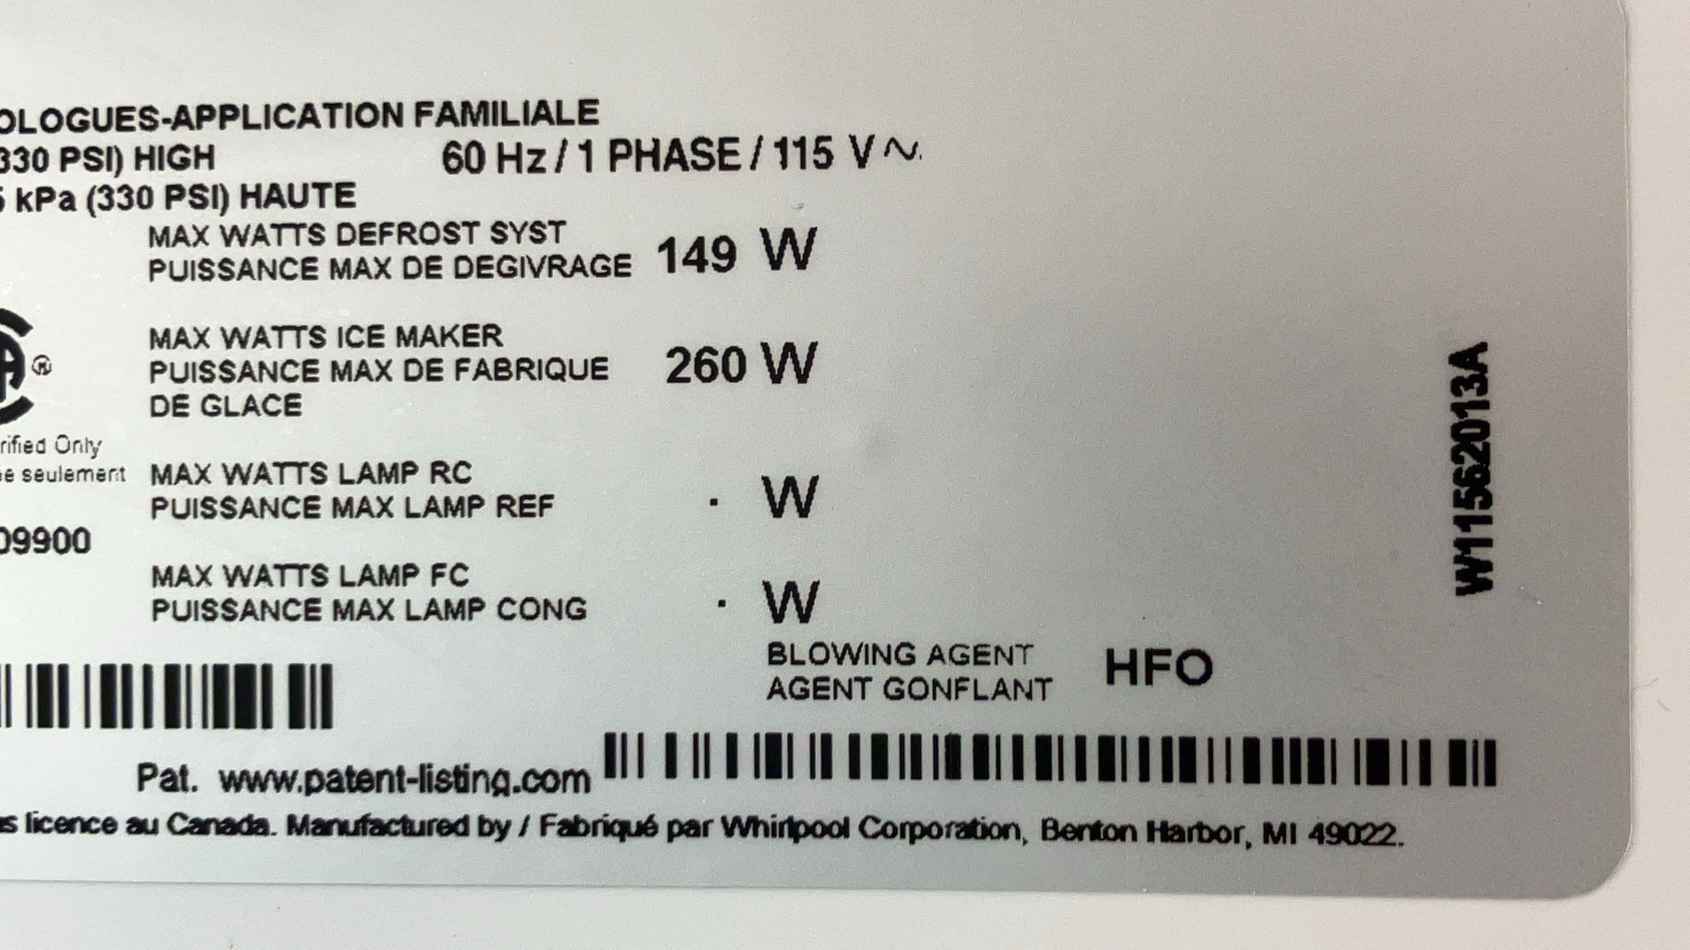 OLOGUES-APPLICATION FAMILIALE
330 PSI) HIGH 60 Hz / 1 PHASE / 115 V ~
kPa (330 PSI) HAUTE
MAX WATTS DEFROST SYST
PUISSANCE MAX DE DEGIVRAGE 149 W
MAX WATTS ICE MAKER
PUISSANCE MAX DE FABRIQUE 260 W
DE GLACE
®
rified Only
seulement
MAX WATTS LAMP RC
PUISSANCE MAX LAMP REF . W
09900
MAX WATTS LAMP FC
PUISSANCE MAX LAMP CONG . W
BLOWING AGENT
AGENT GONFLANT HFO
W11562013A
Pat. www.patent-listing.com
s licence au Canada. Manufactured by / Fabriqué par Whirlpool Corporation, Benton Harbor, MI 49022.